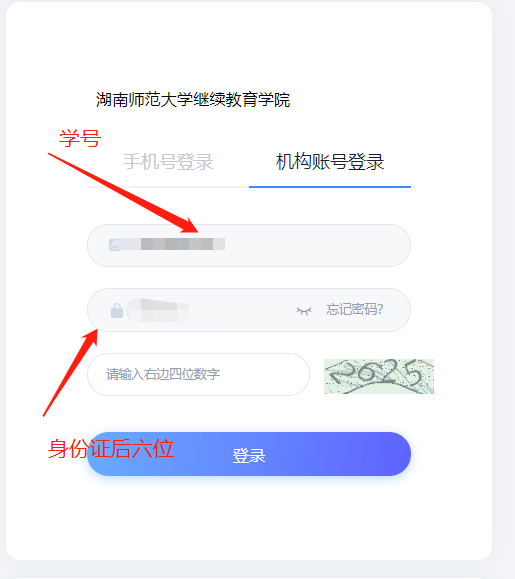 湖南师范大学继续教育学院
学号
手机号登录 机构账号登录
忘记密码?
请输入右边四位数字 2625
身份证后六位
登录